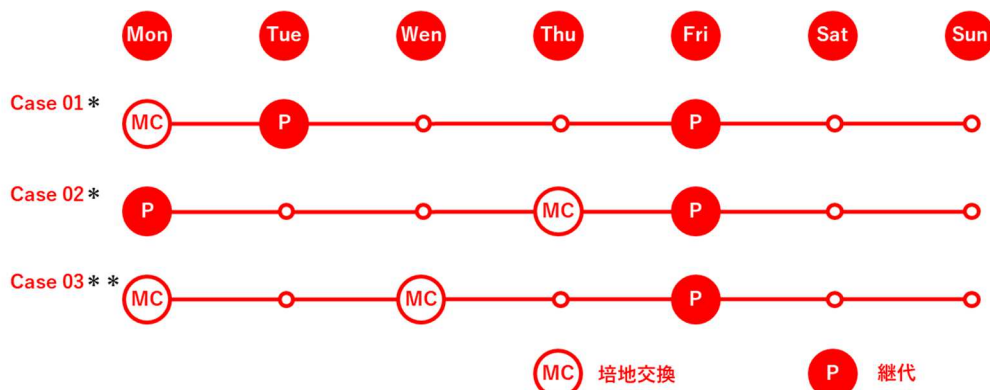 Mon Tue Wen Thu Fri Sat Sun
Case 01*
MC P P
Case 02*
P MC P
Case 03**
MC MC P
MC 培地交換 P 継代